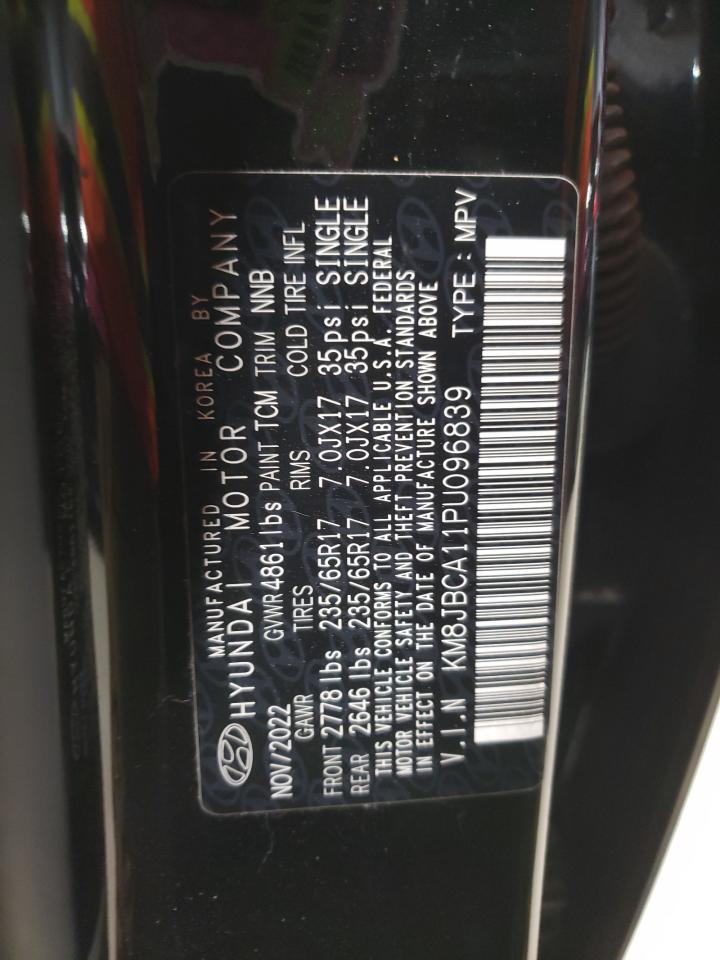 MANUFACTURED IN KOREA BY
HYUNDAI MOTOR COMPANY
NOV/2022 GVWR 4861 lbs PAINT TCM TRIM NNB
GAWR TIRES RIMS COLD TIRE INFL
FRONT 2778 lbs 235/65R17 7.0JX17 35psi SINGLE
REAR 2646 lbs 235/65R17 7.0JX17 35psi SINGLE
THIS VEHICLE CONFORMS TO ALL APPLICABLE U.S.A. FEDERAL
MOTOR VEHICLE SAFETY AND THEFT PREVENTION STANDARDS
IN EFFECT ON THE DATE OF MANUFACTURE SHOWN ABOVE
V.I.N KM8JBCA11PU096839 TYPE : MPV